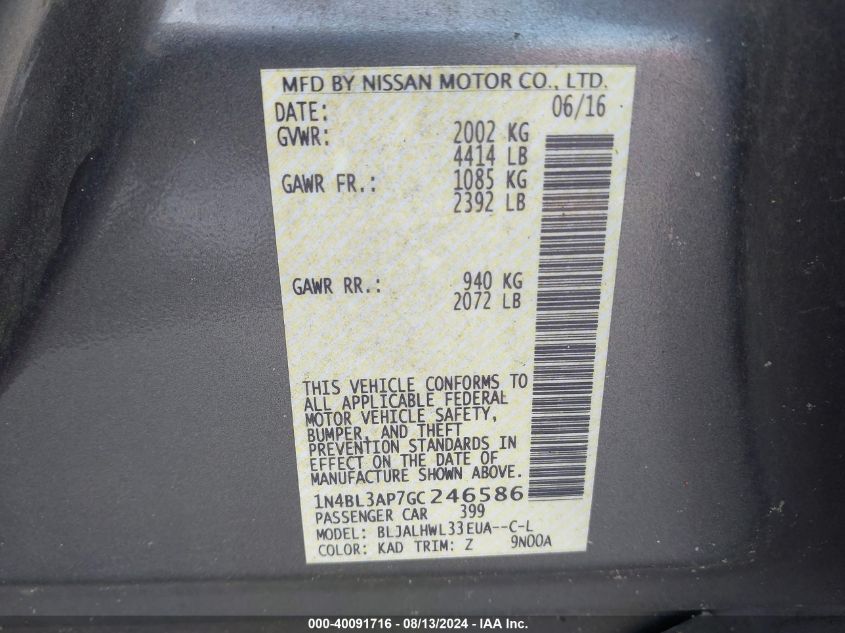 MFD BY NISSAN MOTOR CO., LTD.
DATE: 06/16
GVWR: 2002 KG
4414 LB
GAWR FR.: 1085 KG
2392 LB
GAWR RR.: 940 KG
2072 LB
THIS VEHICLE CONFORMS TO
ALL APPLICABLE FEDERAL
MOTOR VEHICLE SAFETY,
BUMPER, AND THEFT
PREVENTION STANDARDS IN
EFFECT ON THE DATE OF
MANUFACTURE SHOWN ABOVE.
1N4BL3AP7GC246586
PASSENGER CAR 399
MODEL: BLJALHWL33EUA--C-L
COLOR: KAD TRIM: Z 9N00A
000-40091716 - 08/13/2024 - IAA Inc.